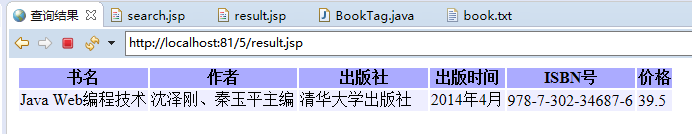 查询结果 search.jsp result.jsp BookTag.java book.txt
http://localhost:81/5/result.jsp
书名 作者 出版社 出版时间 ISBN号 价格
Java Web编程技术 沈泽刚、秦玉平主编 清华大学出版社 2014年4月 978-7-302-34687-6 39.5